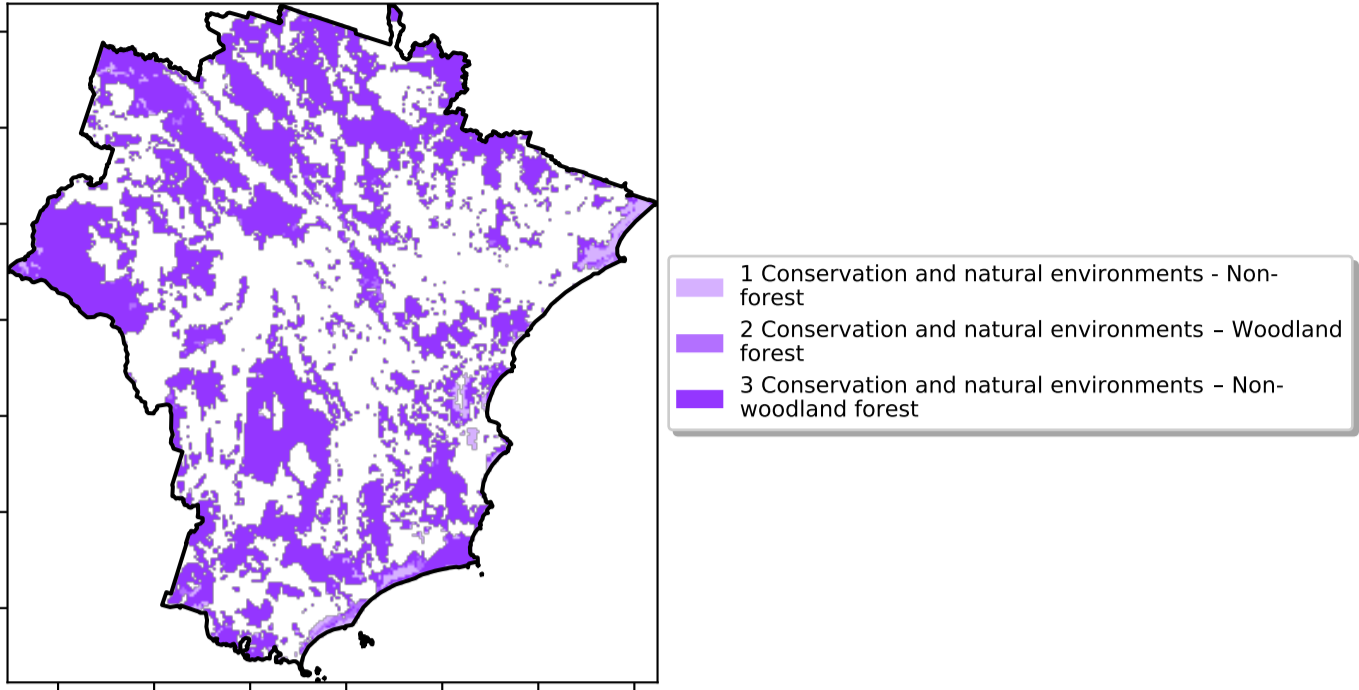 1 Conservation and natural environments - Non-
forest
2 Conservation and natural environments – Woodland
forest
3 Conservation and natural environments – Non-
woodland forest